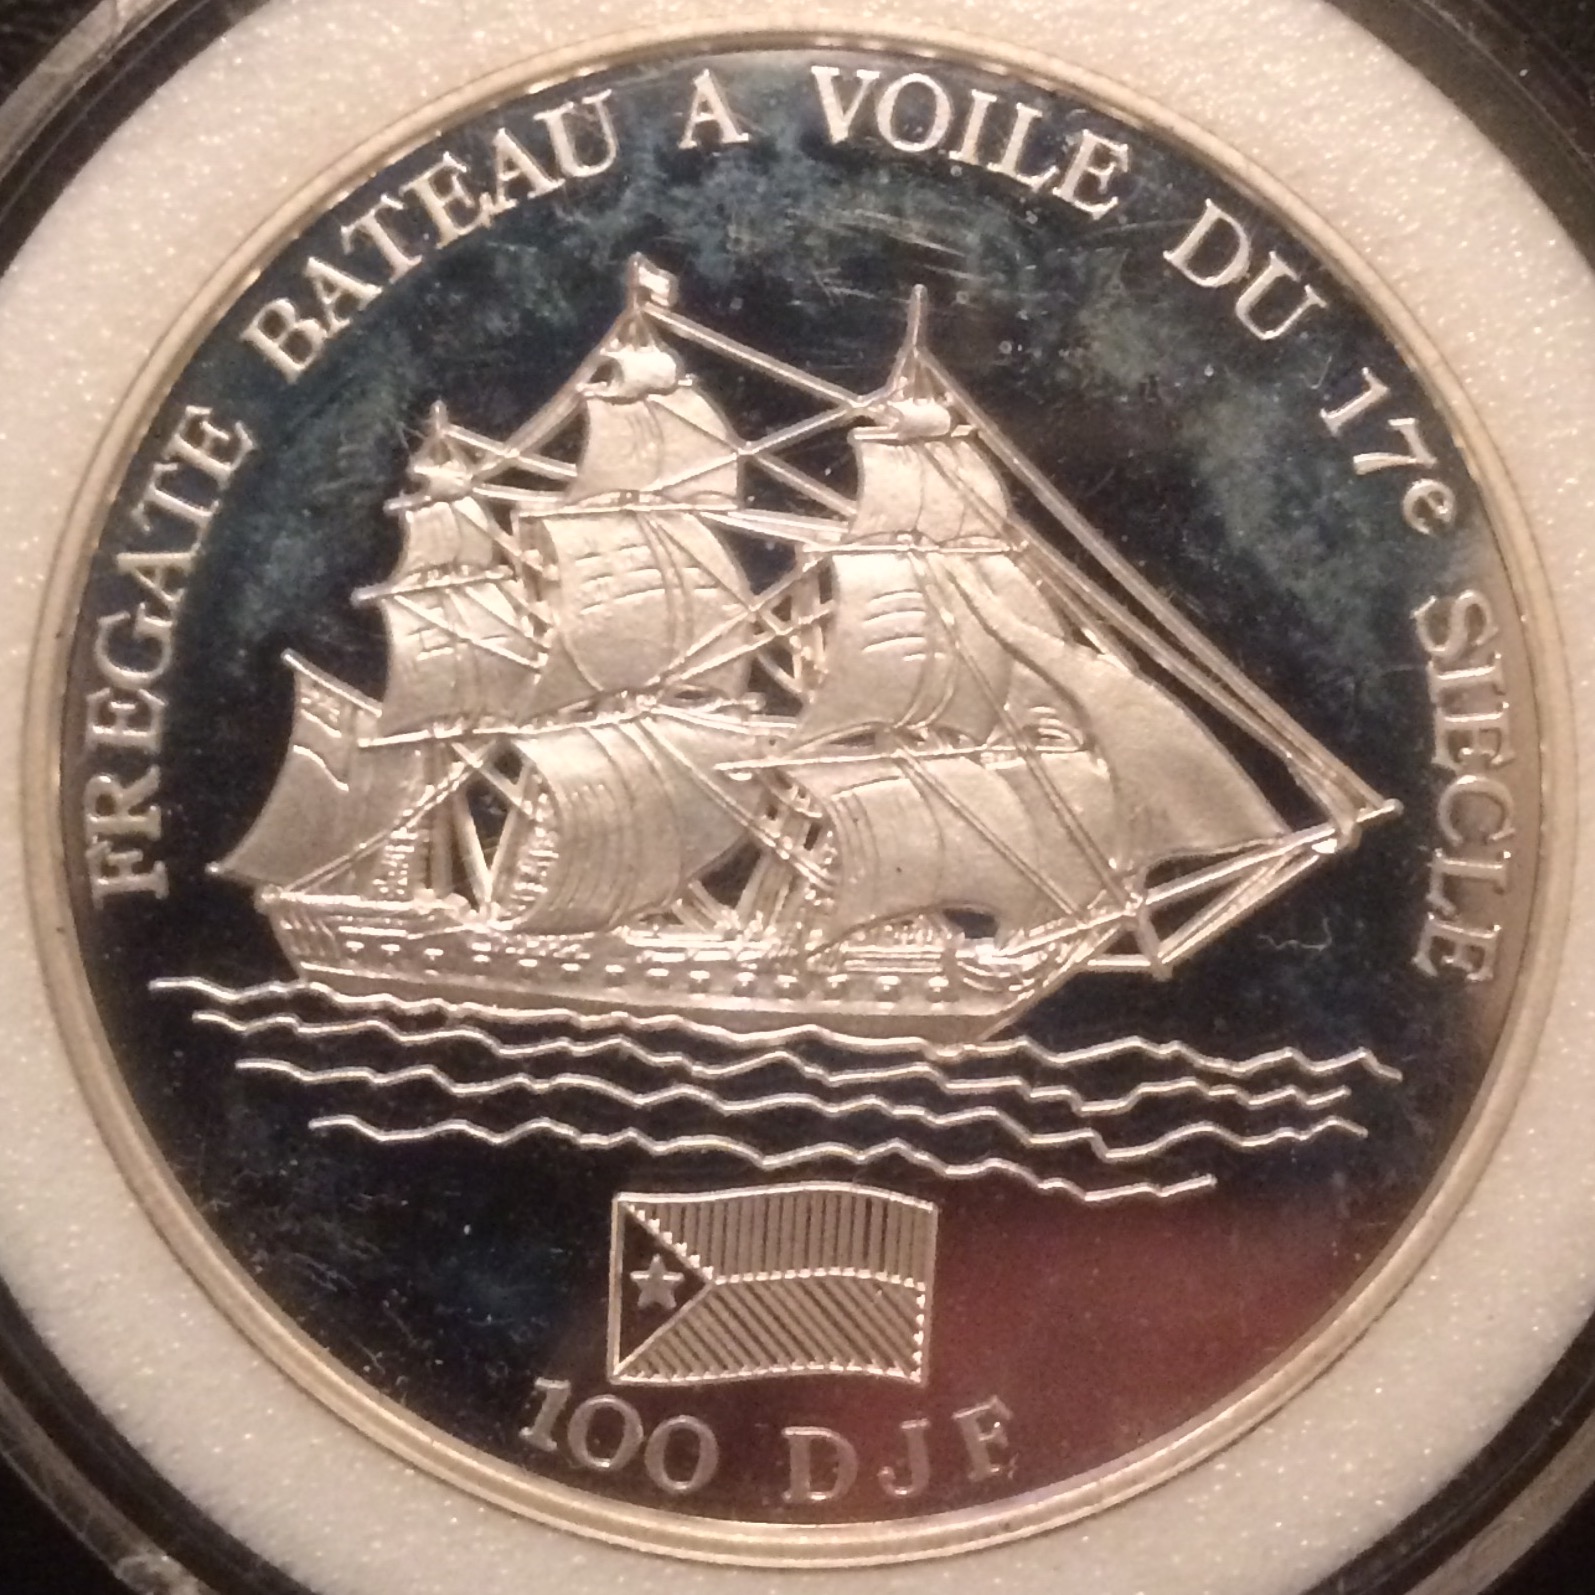 FREGATE BATEAU A VOILE DU 17e SIECLE
100 DJF